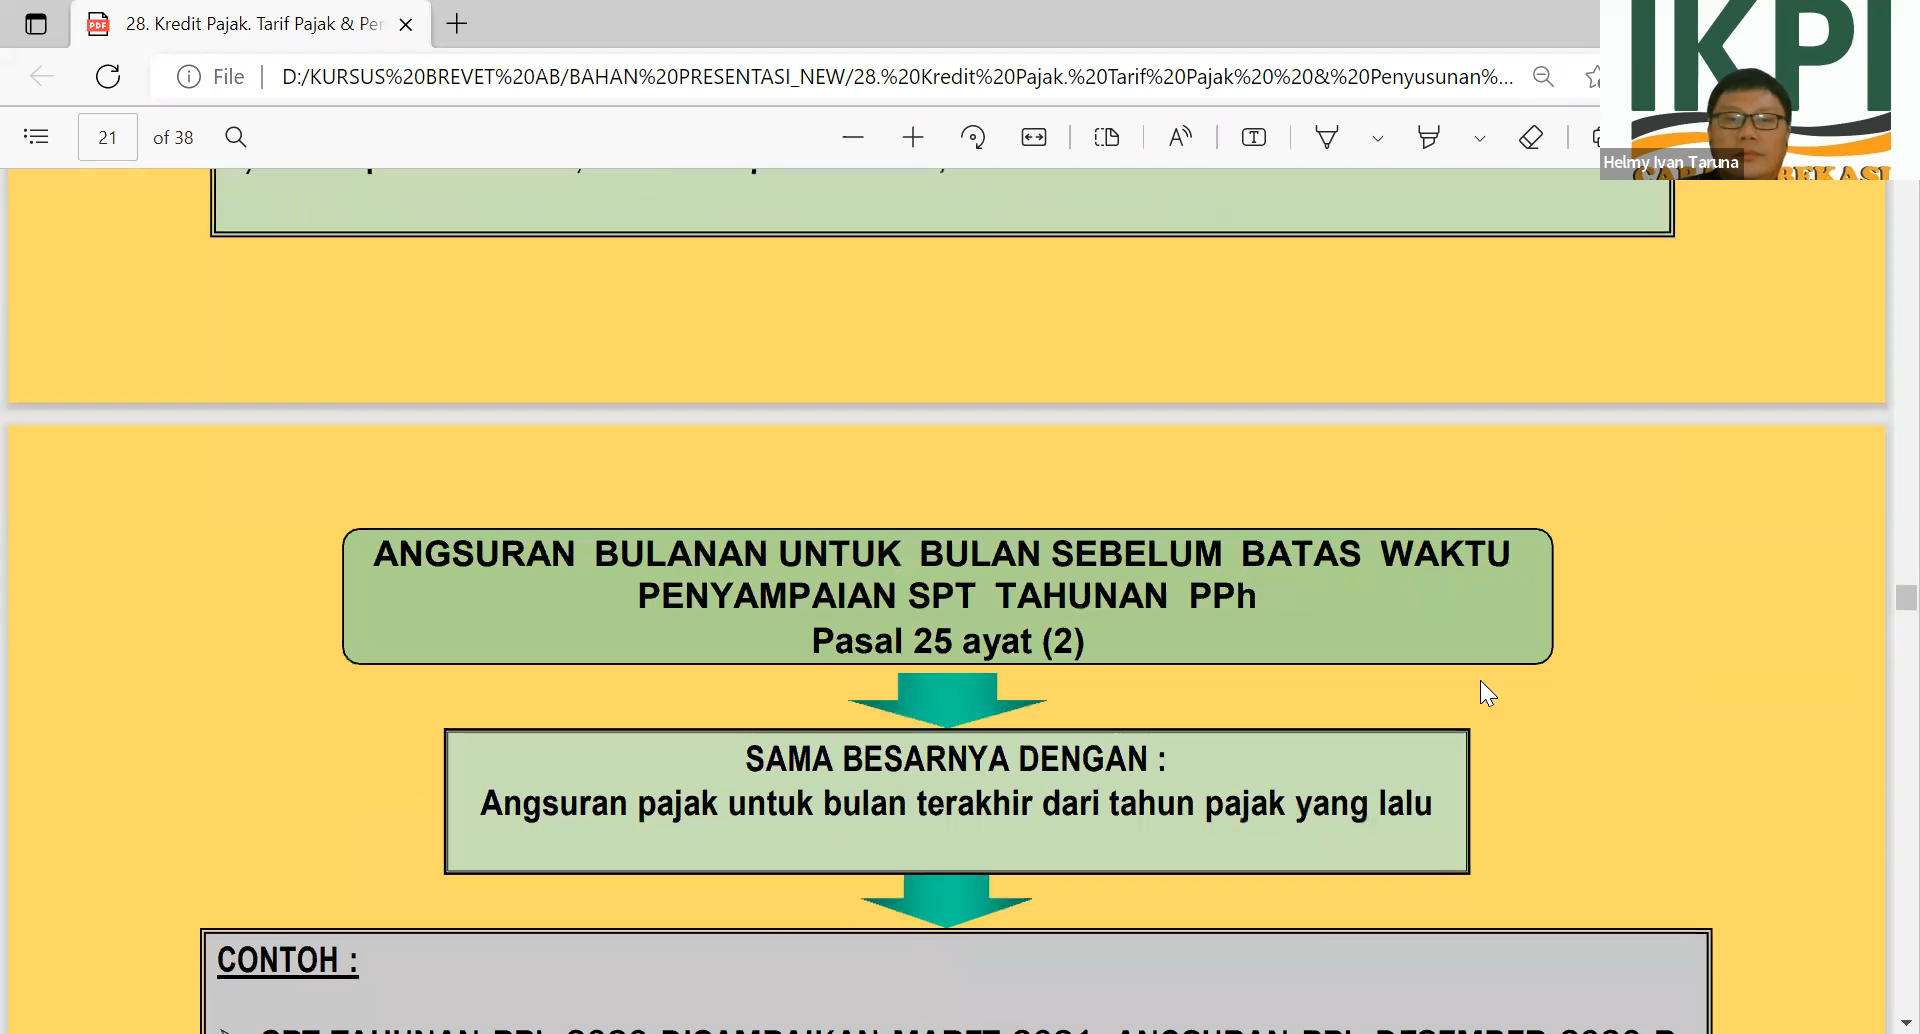 28. Kredit Pajak. Tarif Pajak & Per
File
D:/KURSUS%20BREVET%20AB/BAHAN%20PRESENTASI_NEW/28.%20Kredit%20Pajak.%20Tarif%20Pajak%20%20&%20Penyusunan%...
21 of 38
IKPI
Helmy Ivan Taruna
BEKASI
ANGSURAN BULANAN UNTUK BULAN SEBELUM BATAS WAKTU
PENYAMPAIAN SPT TAHUNAN PPh
Pasal 25 ayat (2)
SAMA BESARNYA DENGAN :
Angsuran pajak untuk bulan terakhir dari tahun pajak yang lalu
CONTOH :